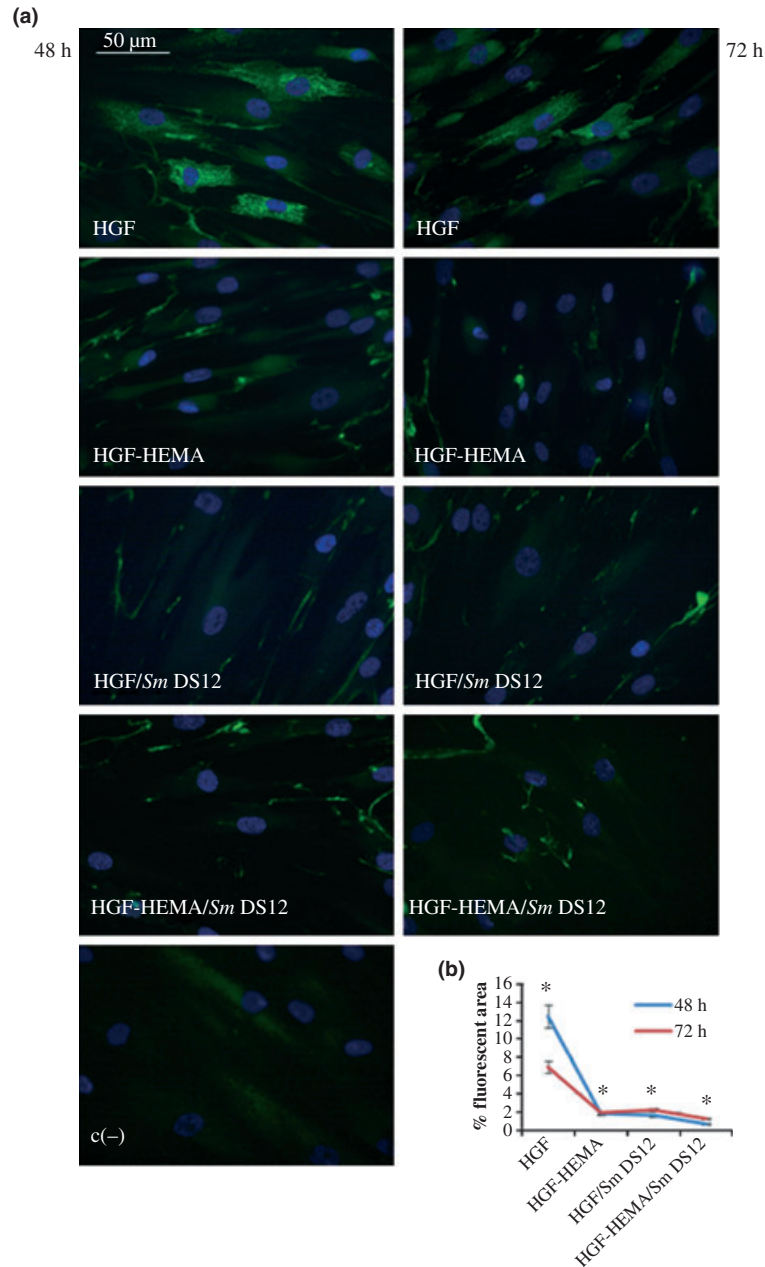 (a)
48 h
50 µm
72 h
HGF
HGF
HGF-HEMA
HGF-HEMA
HGF/Sm DS12
HGF/Sm DS12
HGF-HEMA/Sm DS12
HGF-HEMA/Sm DS12
c(–)
(b)
% fluorescent area
16
14
12
10
8
6
4
2
0
*
*
*
*
48 h
72 h
HGF
HGF-HEMA
HGF/Sm DS12
HGF-HEMA/Sm DS12